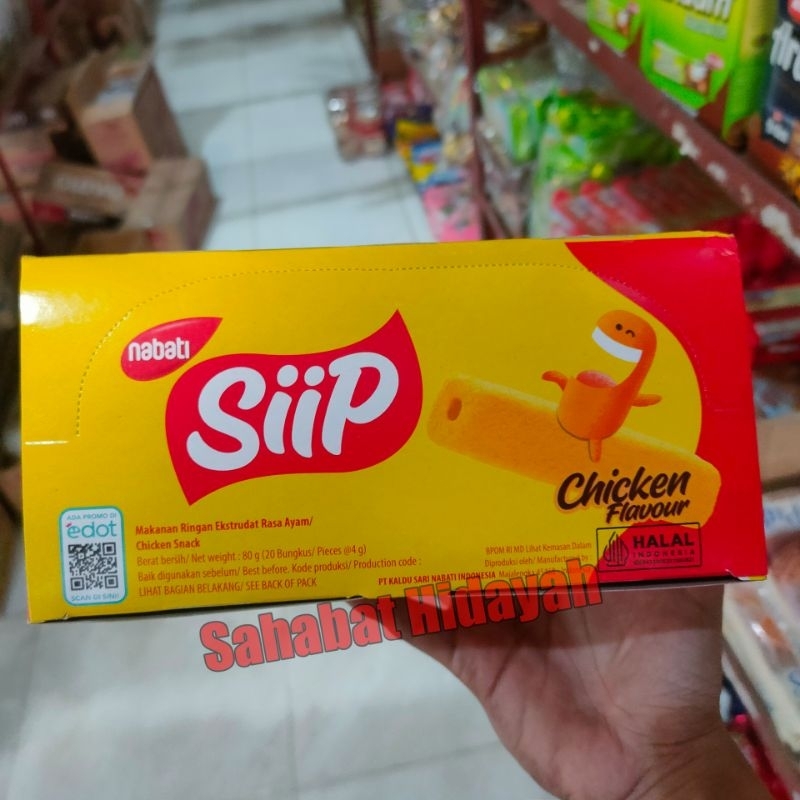 nabati
SiiP
Chicken
Flavour
ADA PROMO DI
edot
SCAN DI SINI!
Makanan Ringan Ekstrudat Rasa Ayam/
Chicken Snack
Berat bersih/ Net weight : 80 g (20 Bungkus/ Pieces @4 g)
Baik digunakan sebelum/ Best before. Kode produksi/ Production code :
LIHAT BAGIAN BELAKANG/ SEE BACK OF PACK
BPOM RI MD Lihat Kemasan Dalam
Diproduksi oleh/ Manufactured by
PT KALDU SARI NABATI INDONESIA
HALAL
INDONESIA
Sahabat Hidayah